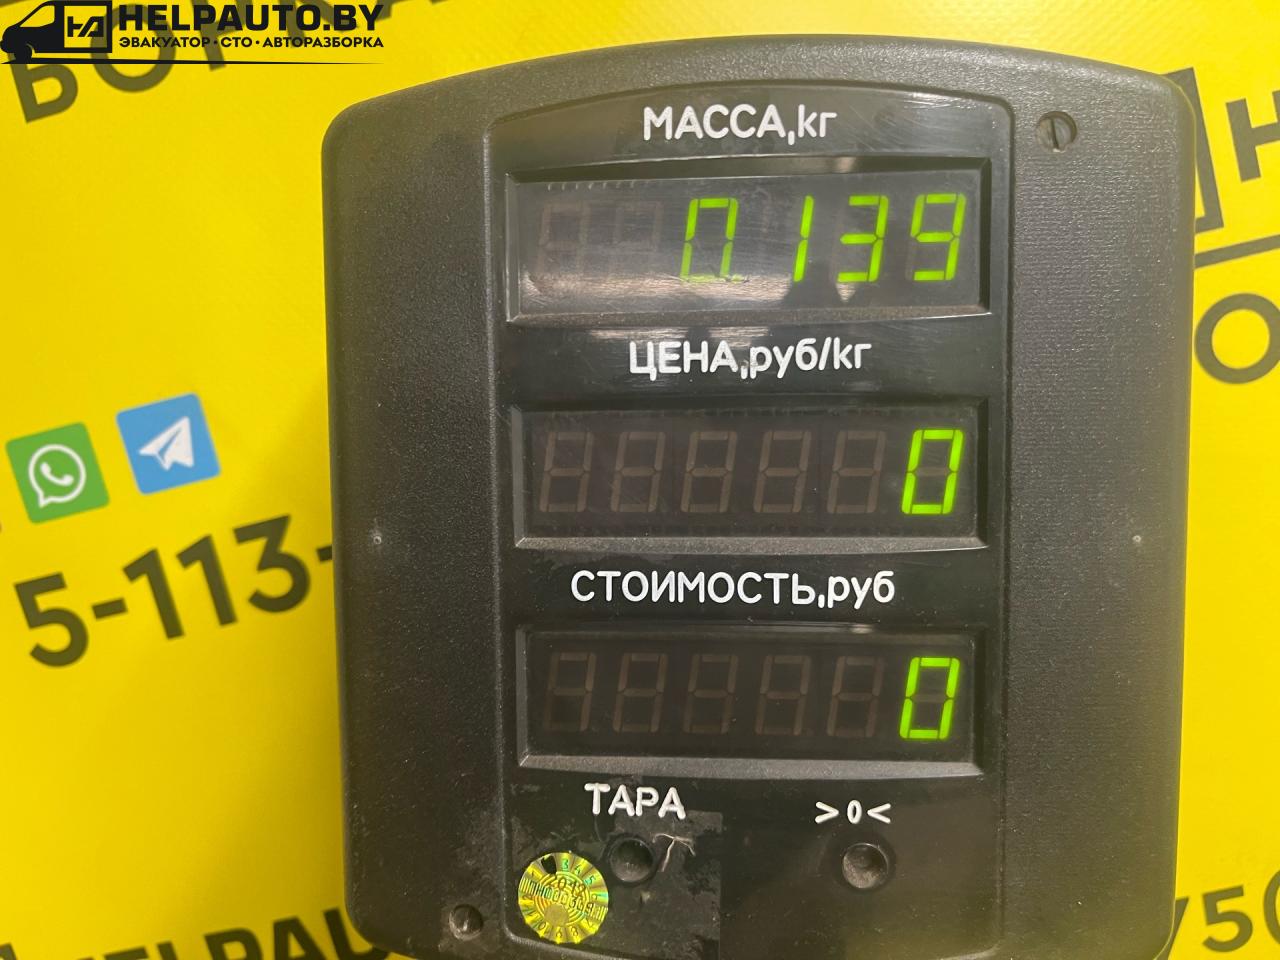 HELPAUTO.BY
ЭВАКУАТОР · СТО · АВТОРАЗБОРКА
МАССА,кг
0.139
ЦЕНА,руб/кг
0
СТОИМОСТЬ,руб
0
5-113-
ТАРА
>0<
HELPAU